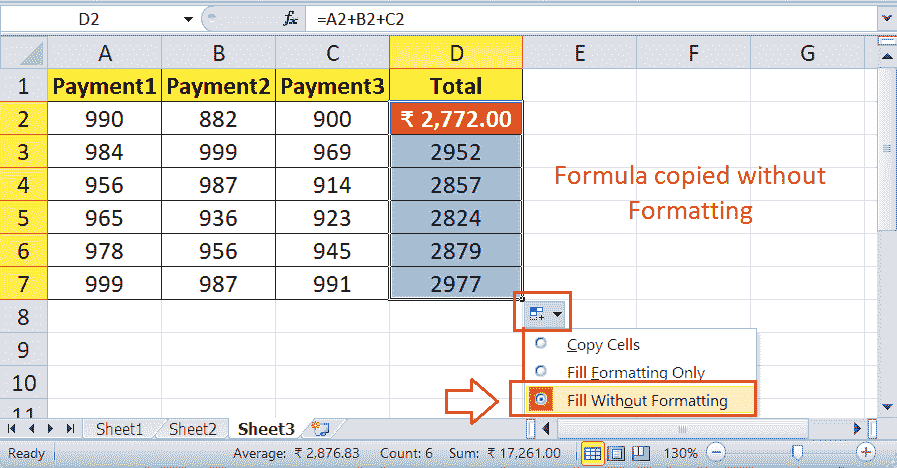 D2 fx =A2+B2+C2
A B C D E F G
1 Payment1 Payment2 Payment3 Total
2 990 882 900 ₹ 2,772.00
3 984 999 969 2952
4 956 987 914 2857
5 965 936 923 2824
6 978 956 945 2879
7 999 987 991 2977
Formula copied without
Formatting
8
9
10
11
Copy Cells
Fill Formatting Only
Fill Without Formatting
Sheet1 Sheet2 Sheet3
Ready Average: ₹ 2,876.83 Count: 6 Sum: ₹ 17,261.00 130%